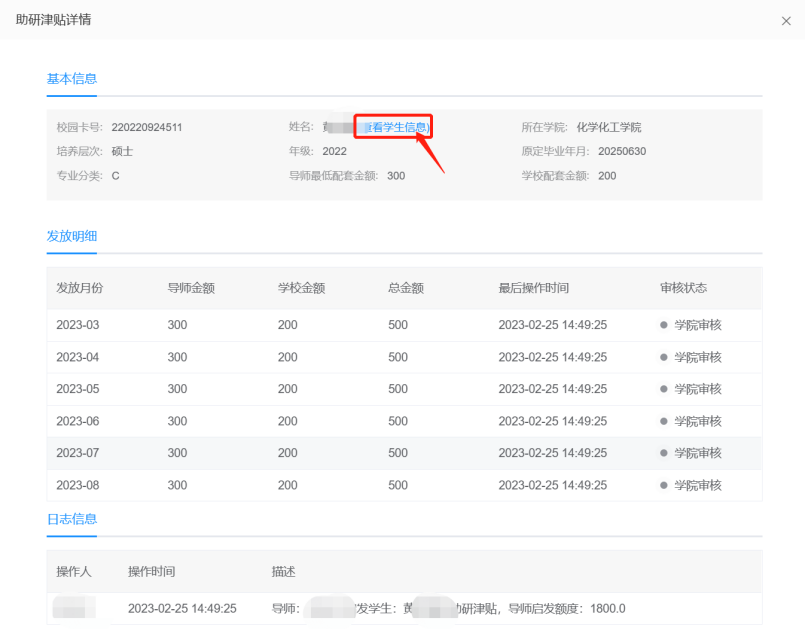 助研津贴详情
基本信息
校园卡号: 220220924511 姓名: 黄 看学生信息) 所在学院: 化学化工学院
培养层次: 硕士 年级: 2022 原定毕业年月: 20250630
专业分类: C 导师最低配套金额: 300 学校配套金额: 200
发放明细
发放月份 导师金额 学校金额 总金额 最后操作时间 审核状态
2023-03 300 200 500 2023-02-25 14:49:25 学院审核
2023-04 300 200 500 2023-02-25 14:49:25 学院审核
2023-05 300 200 500 2023-02-25 14:49:25 学院审核
2023-06 300 200 500 2023-02-25 14:49:25 学院审核
2023-07 300 200 500 2023-02-25 14:49:25 学院审核
2023-08 300 200 500 2023-02-25 14:49:25 学院审核
日志信息
操作人 操作时间 描述
2023-02-25 14:49:25 导师: 发学生: 黄 助研津贴, 导师启发额度: 1800.0